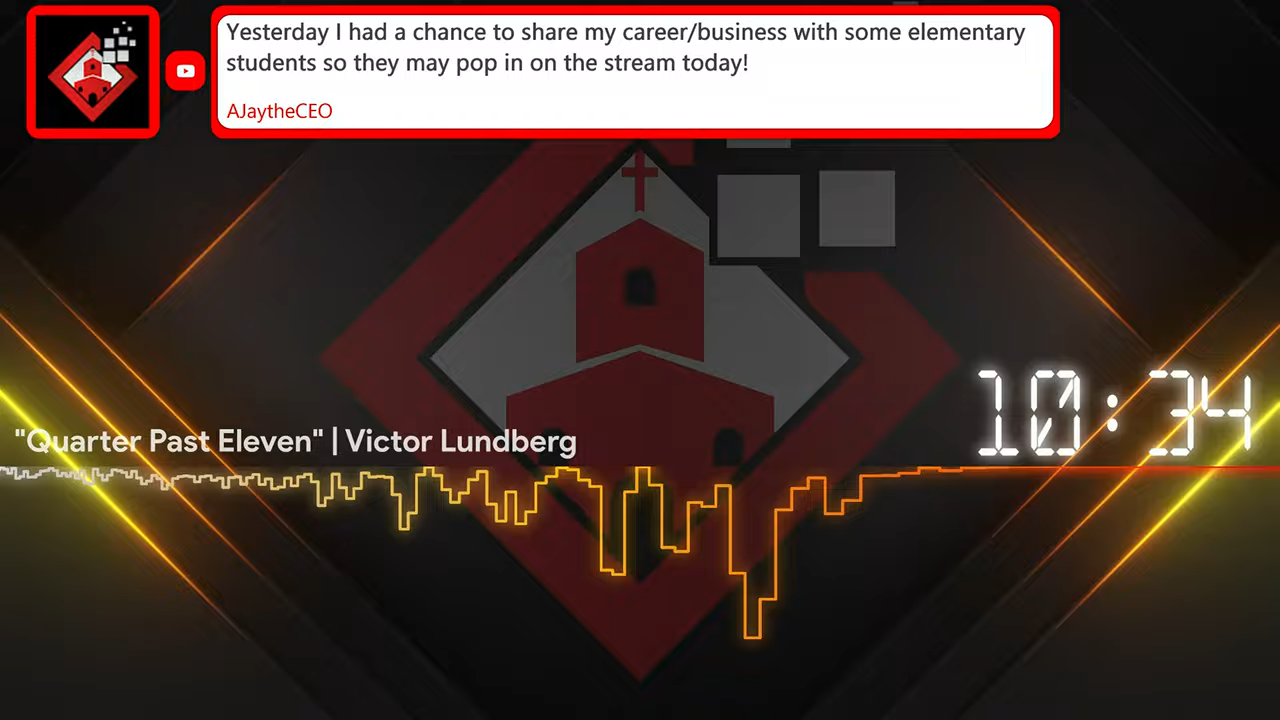 Yesterday I had a chance to share my career/business with some elementary
students so they may pop in on the stream today!
AJaytheCEO
10:34
"Quarter Past Eleven" | Victor Lundberg